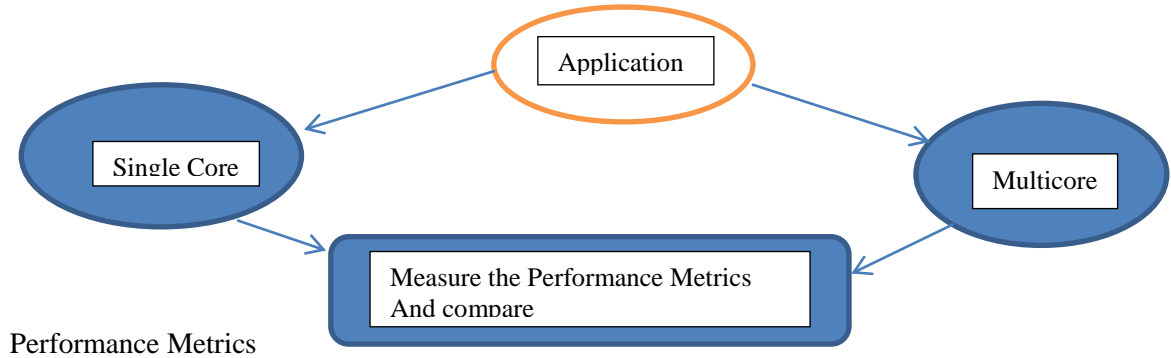 Application
Single Core
Multicore
Measure the Performance Metrics
And compare
Performance Metrics